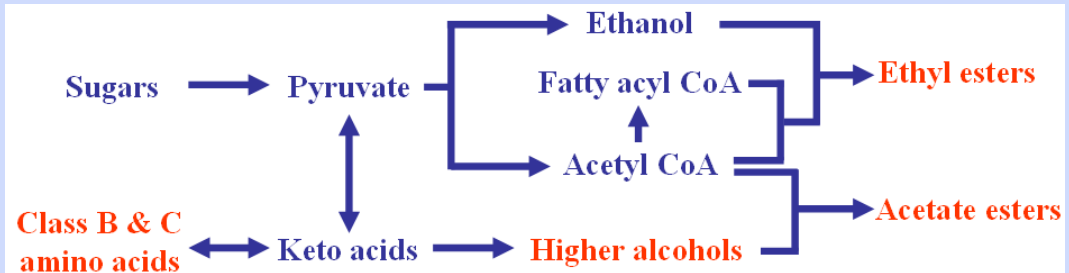 Ethanol
Ethyl esters
Sugars
Pyruvate
Fatty acyl CoA
Acetyl CoA
Acetate esters
Class B & C
amino acids
Keto acids
Higher alcohols